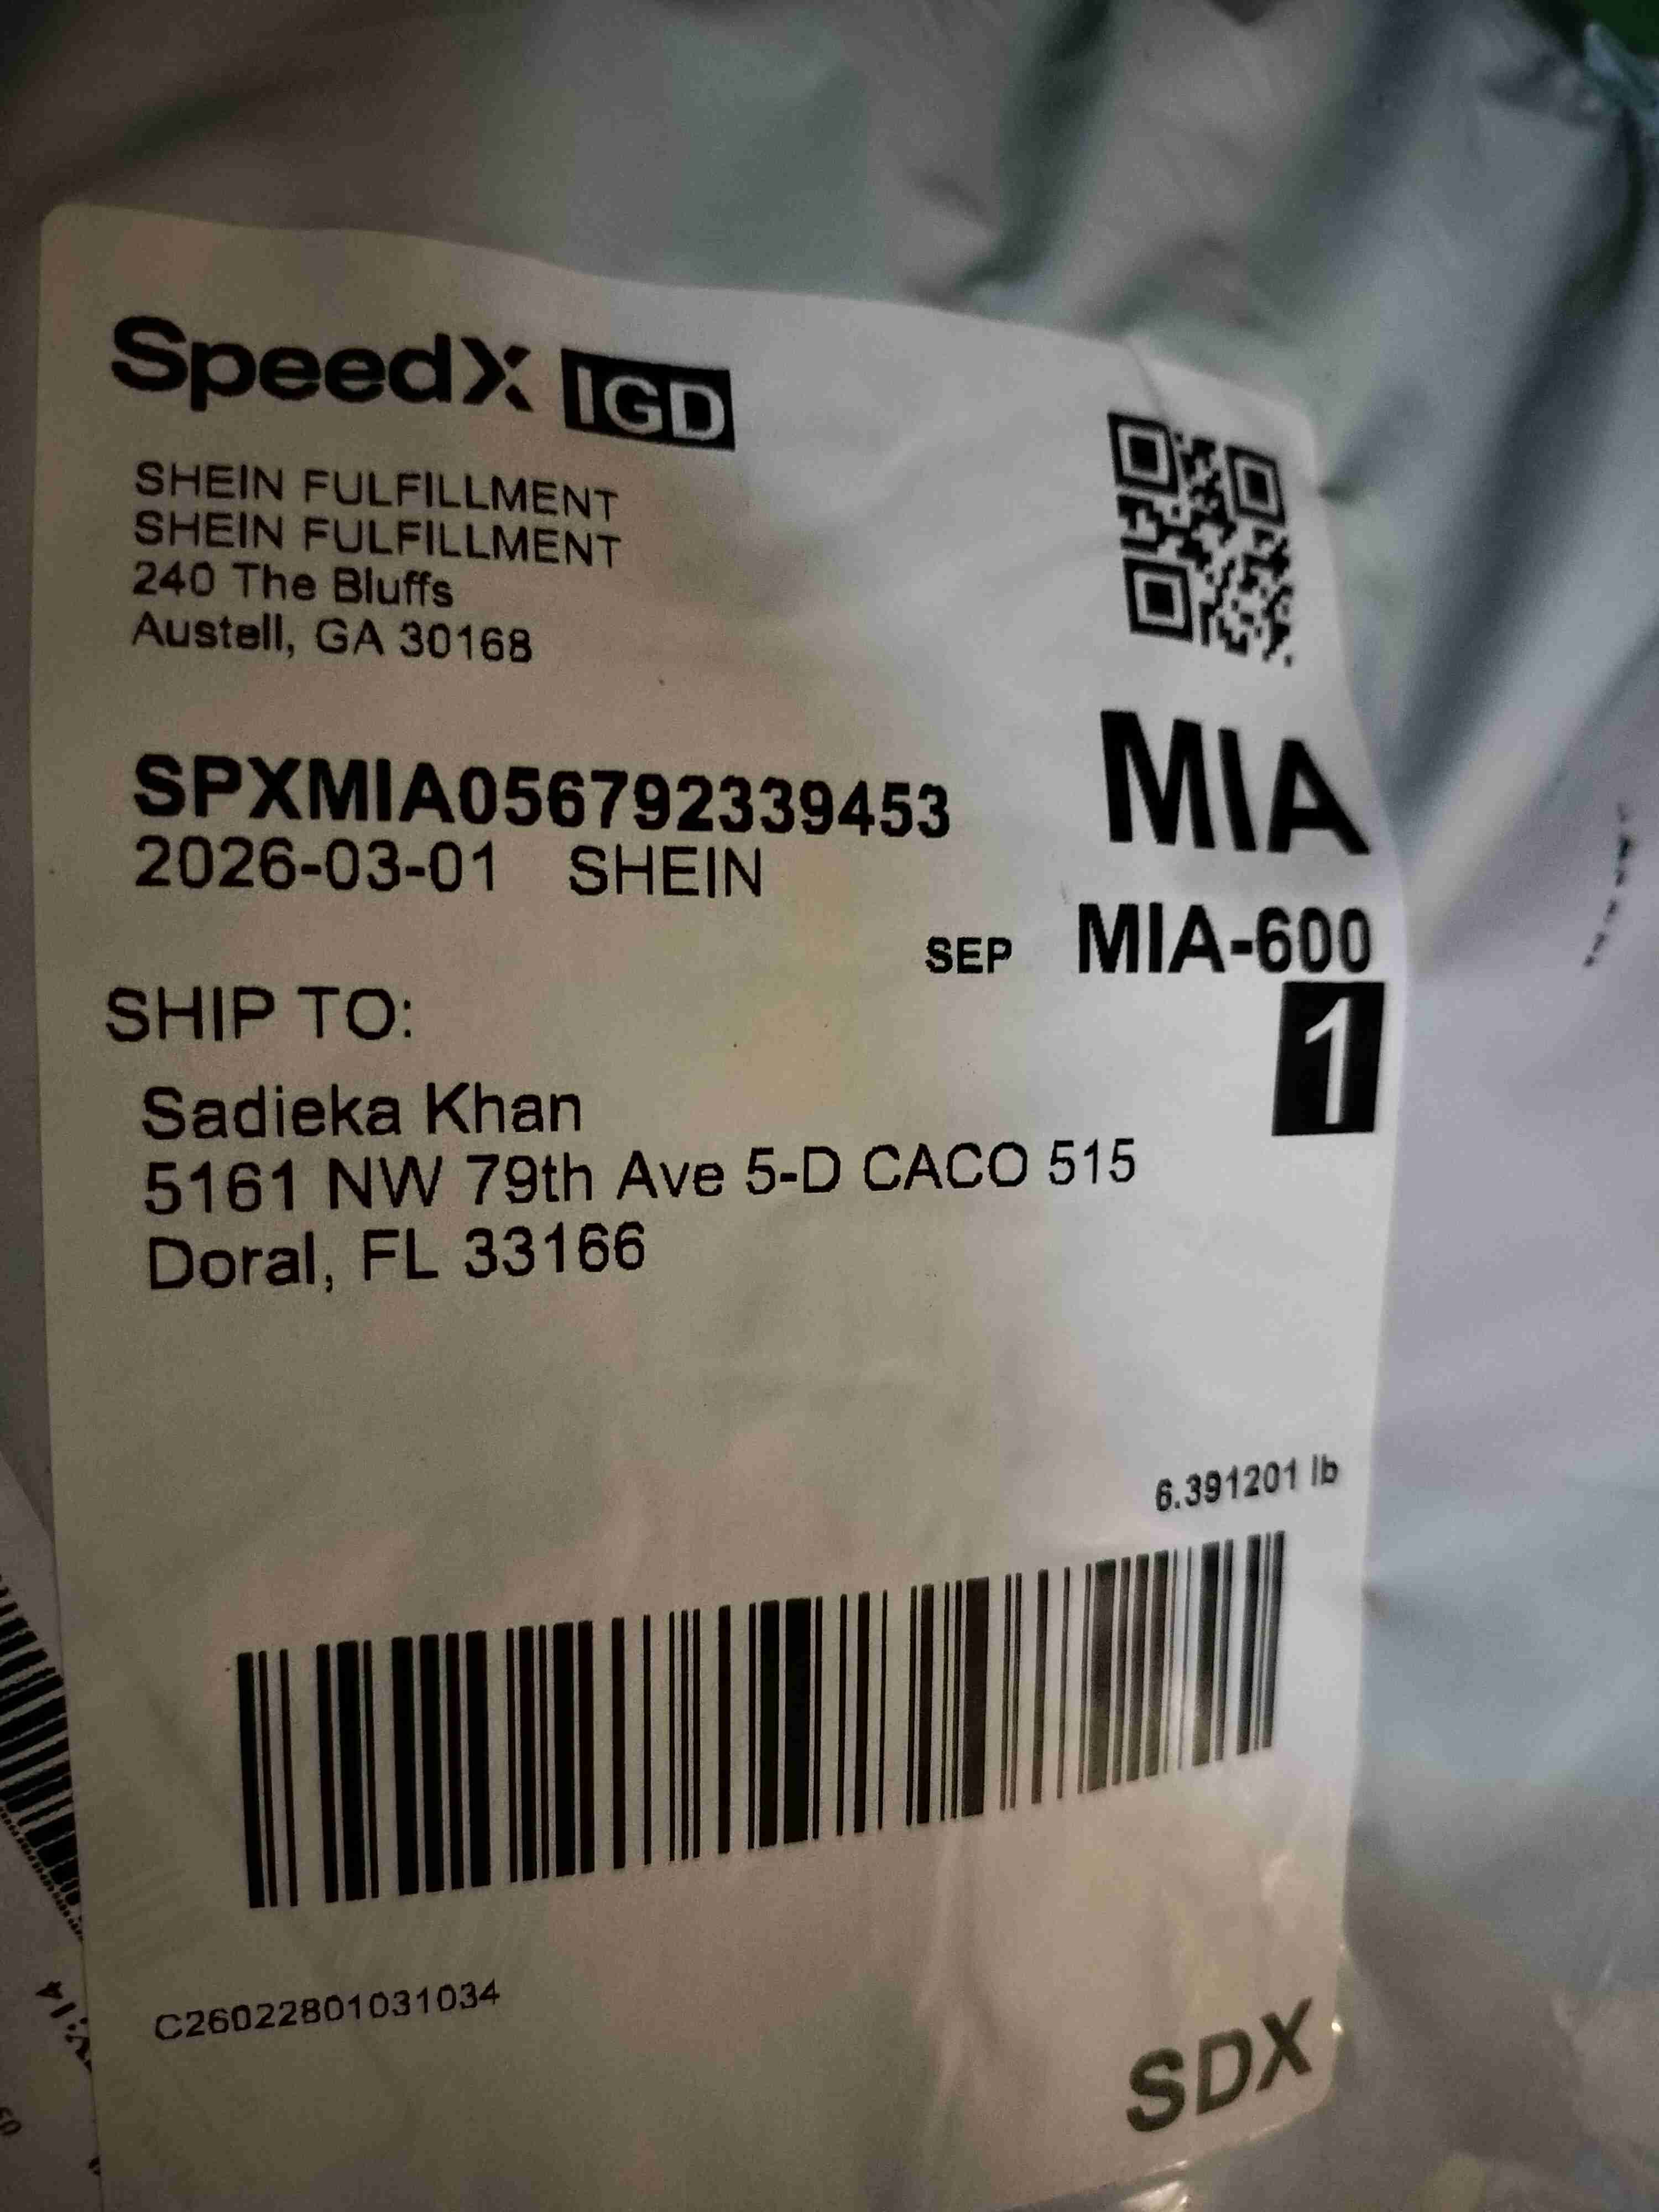 SpeedX IGD
SHEIN FULFILLMENT
SHEIN FULFILLMENT
240 The Bluffs
Austell, GA 30168
SPXMIA056792339453
MIA
2026-03-01 SHEIN
SEP MIA-600
1
SHIP TO:
Sadieka Khan
5161 NW 79th Ave 5-D CACO 515
Doral, FL 33166
6.391201 lb
C26022801031034
SDX